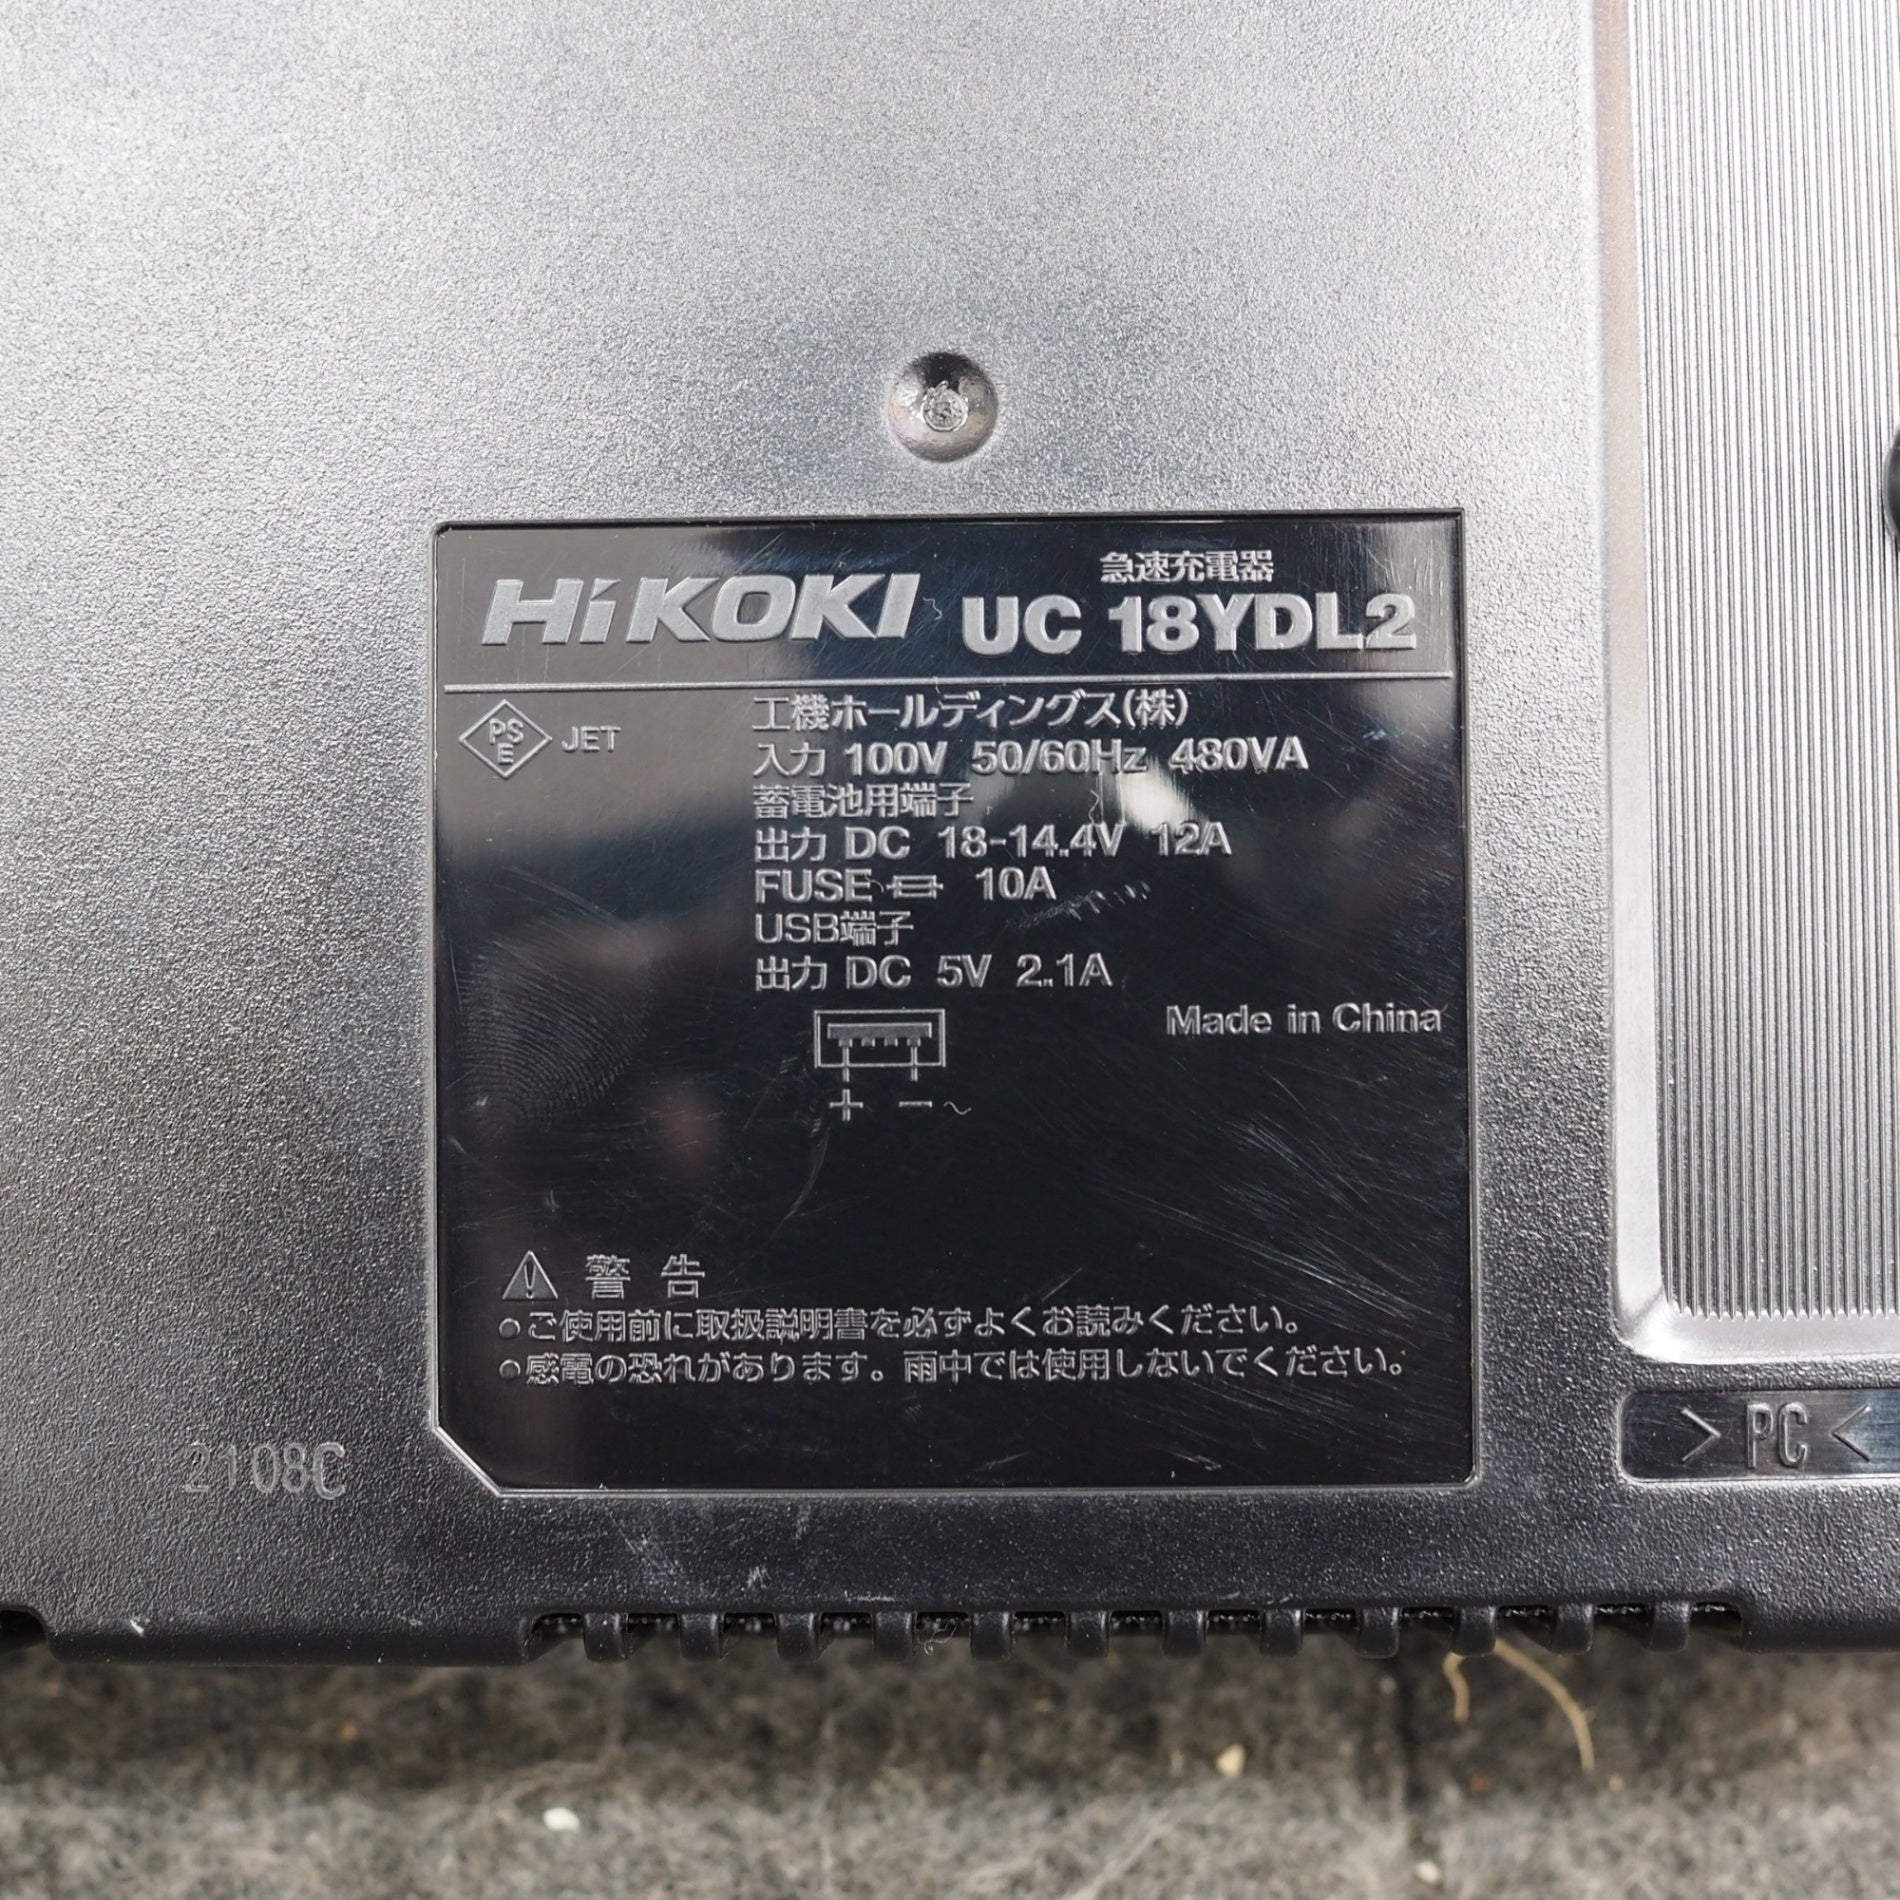 急速充電器
HiKOKI UC 18YDL2
PS E JET
工機ホールディングス(株)
入力 100V 50/60Hz 480VA
蓄電池用端子
出力 DC 18-14.4V 12A
FUSE 10A
USB端子
出力 DC 5V 2.1A
Made in China
+ -
警告
●ご使用前に取扱説明書を必ずよくお読みください。
●感電の恐れがあります。雨中では使用しないでください。
2108C
>PC<